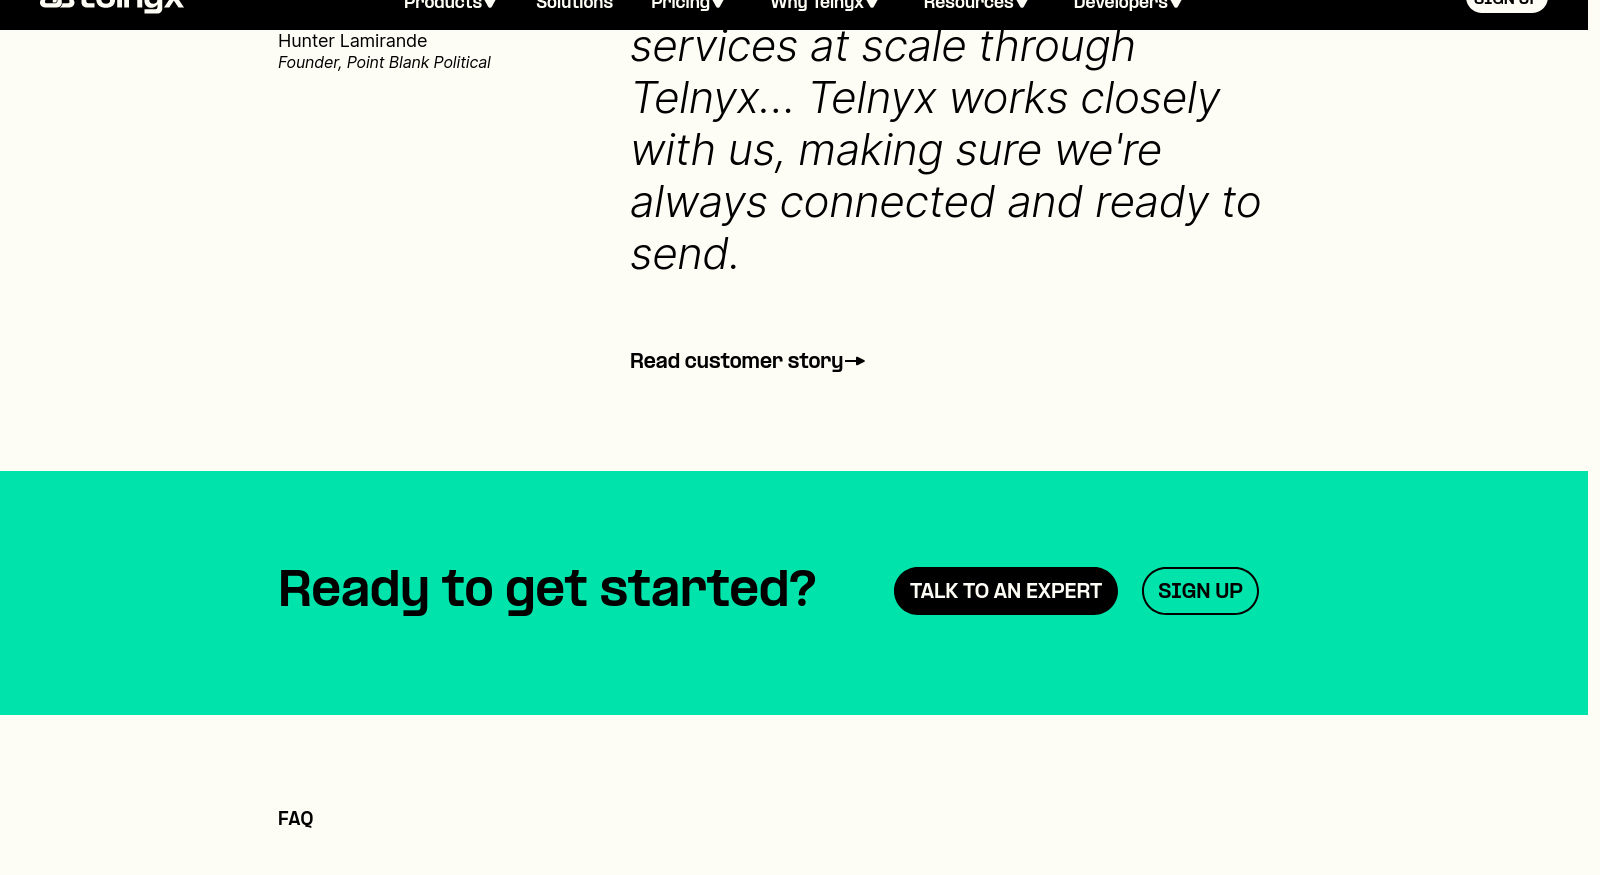 telnyx
Products Solutions Pricing Why Telnyx Resources Developers SIGN UP
Hunter Lamirande
Founder, Point Blank Political
services at scale through
Telnyx... Telnyx works closely
with us, making sure we're
always connected and ready to
send.
Read customer story
Ready to get started?
TALK TO AN EXPERT
SIGN UP
FAQ